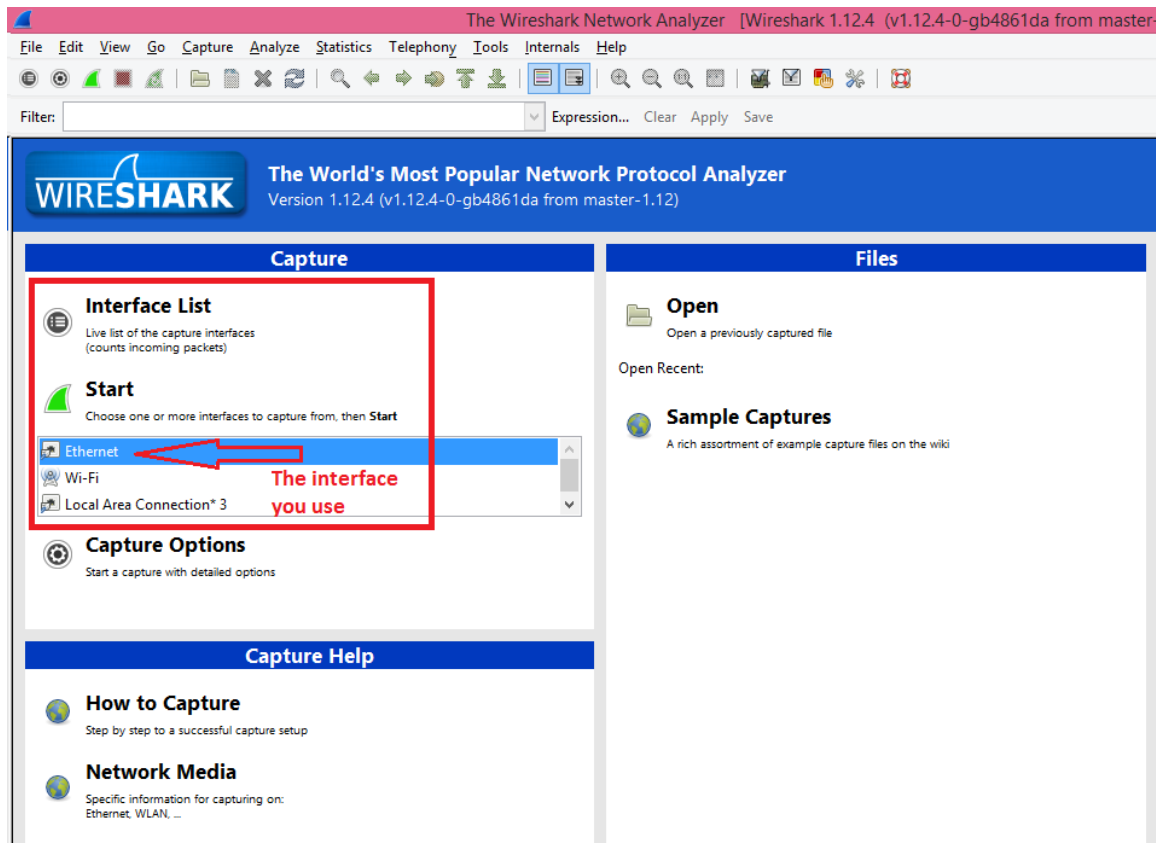 The Wireshark Network Analyzer [Wireshark 1.12.4 (v1.12.4-0-gb4861da from master-
File Edit View Go Capture Analyze Statistics Telephony Tools Internals Help
Filter: Expression... Clear Apply Save
WIRESHARK
The World's Most Popular Network Protocol Analyzer
Version 1.12.4 (v1.12.4-0-gb4861da from master-1.12)
Capture
Interface List
Live list of the capture interfaces
(counts incoming packets)
Start
Choose one or more interfaces to capture from, then Start
Ethernet
Wi-Fi
Local Area Connection* 3
The interface
you use
Capture Options
Start a capture with detailed options
Capture Help
How to Capture
Step by step to a successful capture setup
Network Media
Specific information for capturing on:
Ethernet, WLAN, ...
Files
Open
Open a previously captured file
Open Recent:
Sample Captures
A rich assortment of example capture files on the wiki